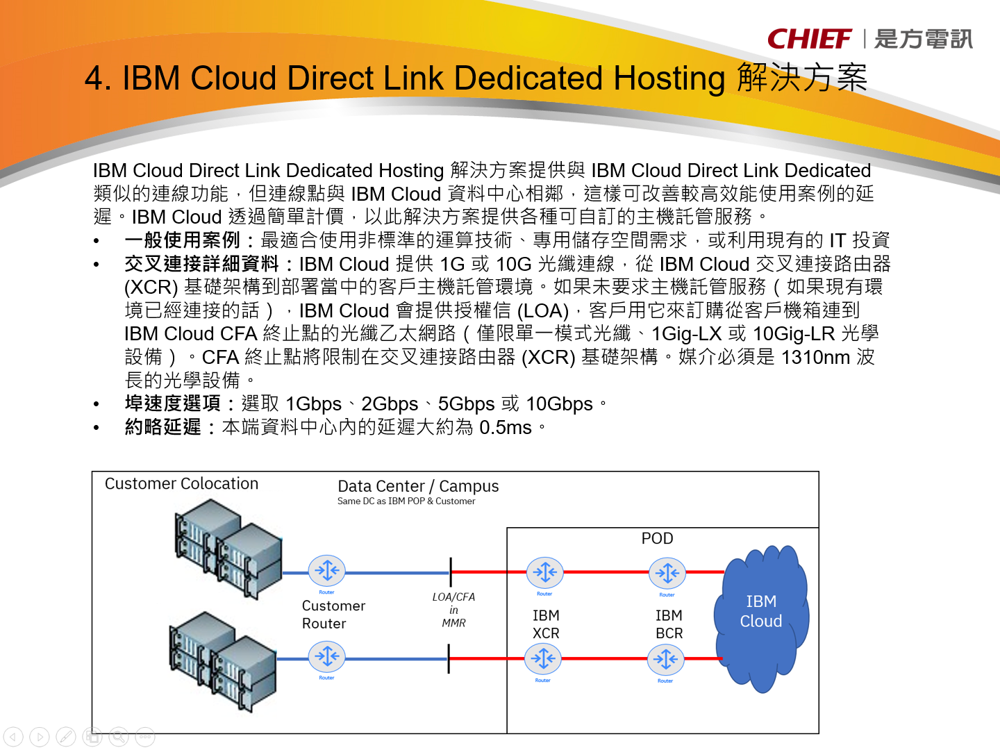 CHIEF | 是方電訊
4. IBM Cloud Direct Link Dedicated Hosting 解決方案
IBM Cloud Direct Link Dedicated Hosting 解決方案提供與 IBM Cloud Direct Link Dedicated
類似的連線功能，但連線點與 IBM Cloud 資料中心相鄰，這樣可改善較高效能使用案例的延
遲。IBM Cloud 透過簡單計價，以此解決方案提供各種可自訂的主機託管服務。
• 一般使用案例：最適合使用非標準的運算技術、專用儲存空間需求，或利用現有的 IT 投資
• 交叉連接詳細資料：IBM Cloud 提供 1G 或 10G 光纖連線，從 IBM Cloud 交叉連接路由器
(XCR) 基礎架構到部署當中的客戶主機託管環境。如果未要求主機託管服務（如果現有環
境已經連接的話），IBM Cloud 會提供授權信 (LOA)，客戶用它來訂購從客戶機箱連到
IBM Cloud CFA 終止點的光纖乙太網路（僅限單一模式光纖、1Gig-LX 或 10Gig-LR 光學
設備）。CFA 終止點將限制在交叉連接路由器 (XCR) 基礎架構。媒介必須是 1310nm 波
長的光學設備。
• 埠速度選項：選取 1Gbps、2Gbps、5Gbps 或 10Gbps。
• 約略延遲：本端資料中心內的延遲大約為 0.5ms。
Customer Colocation
Data Center / Campus
Same DC as IBM POP & Customer
POD
Router
Router
Router
LOA/CFA
in
MMR
Customer
Router
IBM
XCR
IBM
BCR
IBM
Cloud
Router
Router
Router